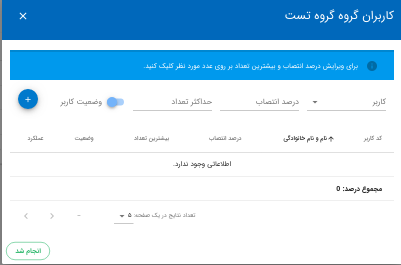 کاربران گروه گروه تست
برای ویرایش درصد انتصاب و بیشترین تعداد بر روی عدد مورد نظر کلیک کنید.
کاربر درصد انتصاب حداکثر تعداد وضعیت کاربر
کد کاربر نام و نام خانوادگی درصد انتصاب بیشترین تعداد وضعیت عملکرد
اطلاعاتی وجود ندارد.
مجموع درصد: 0
تعداد نتایج در یک صفحه: ۵ –
انجام شد